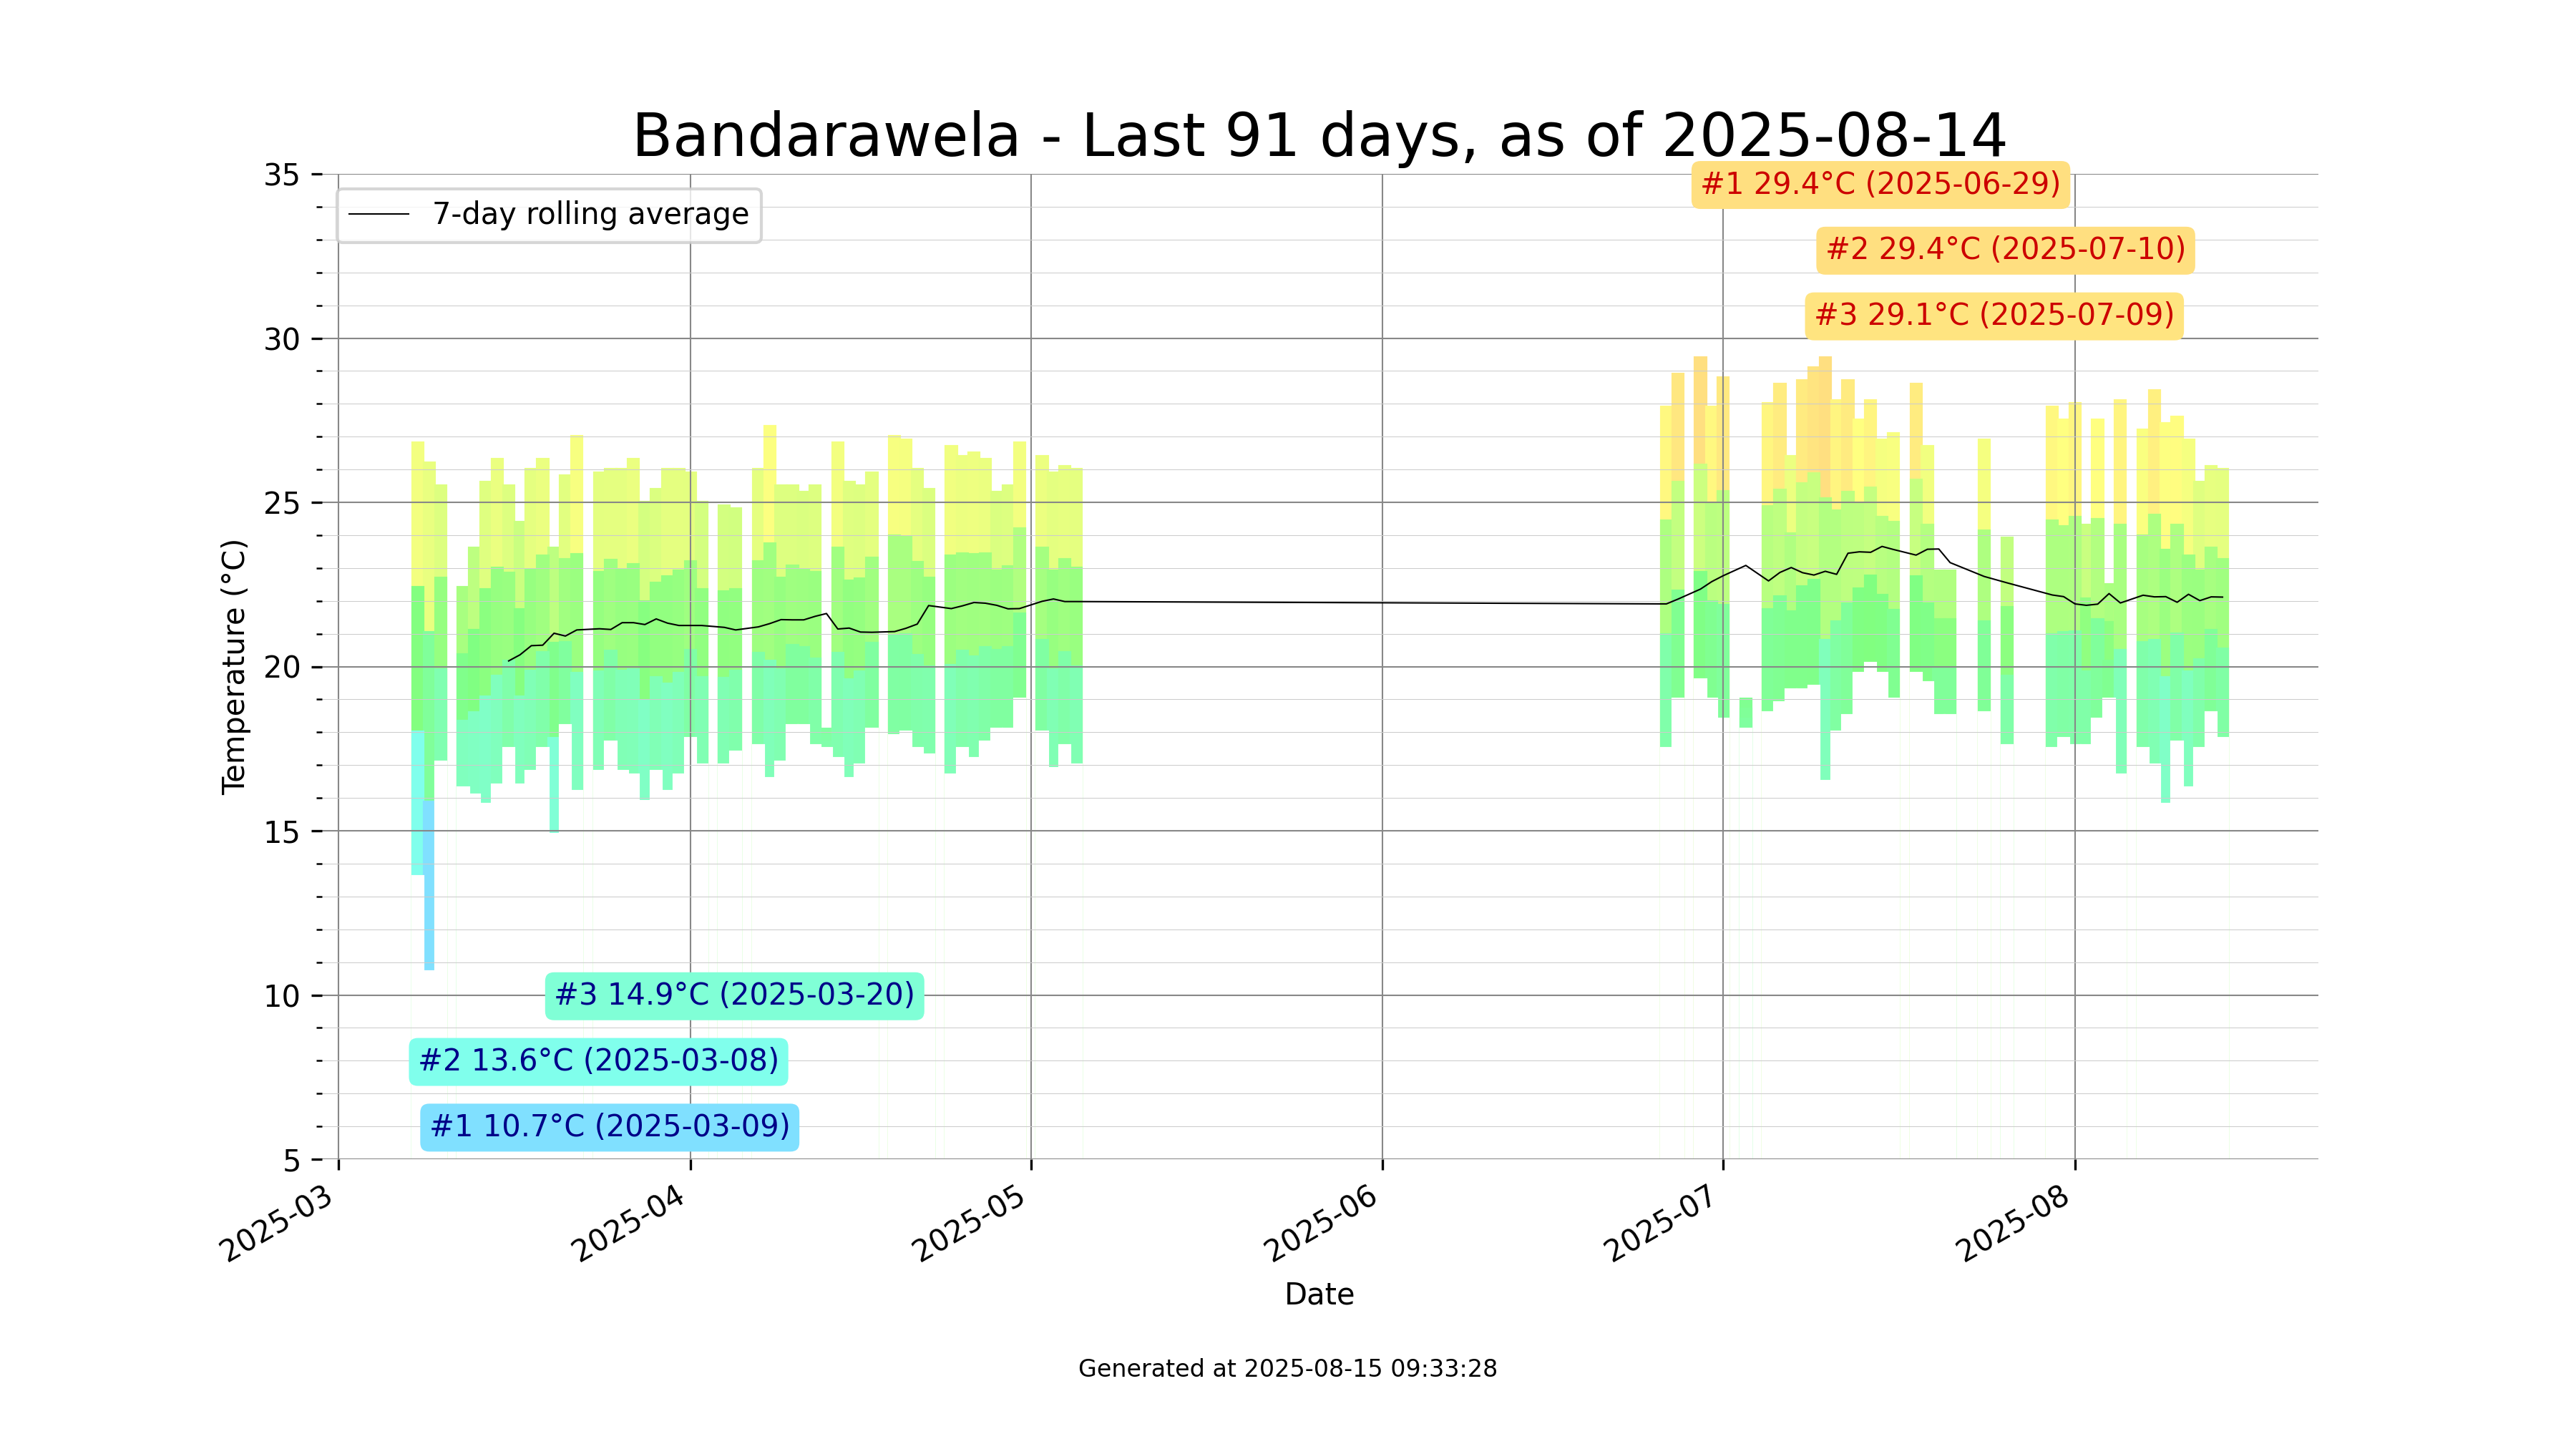 Bandarawela - Last 91 days, as of 2025-08-14
35
30
25
20
15
10
5
Temperature (°C)
7-day rolling average
#1 29.4°C (2025-06-29)
#2 29.4°C (2025-07-10)
#3 29.1°C (2025-07-09)
#3 14.9°C (2025-03-20)
#2 13.6°C (2025-03-08)
#1 10.7°C (2025-03-09)
2025-03
2025-04
2025-05
2025-06
2025-07
2025-08
Date
Generated at 2025-08-15 09:33:28